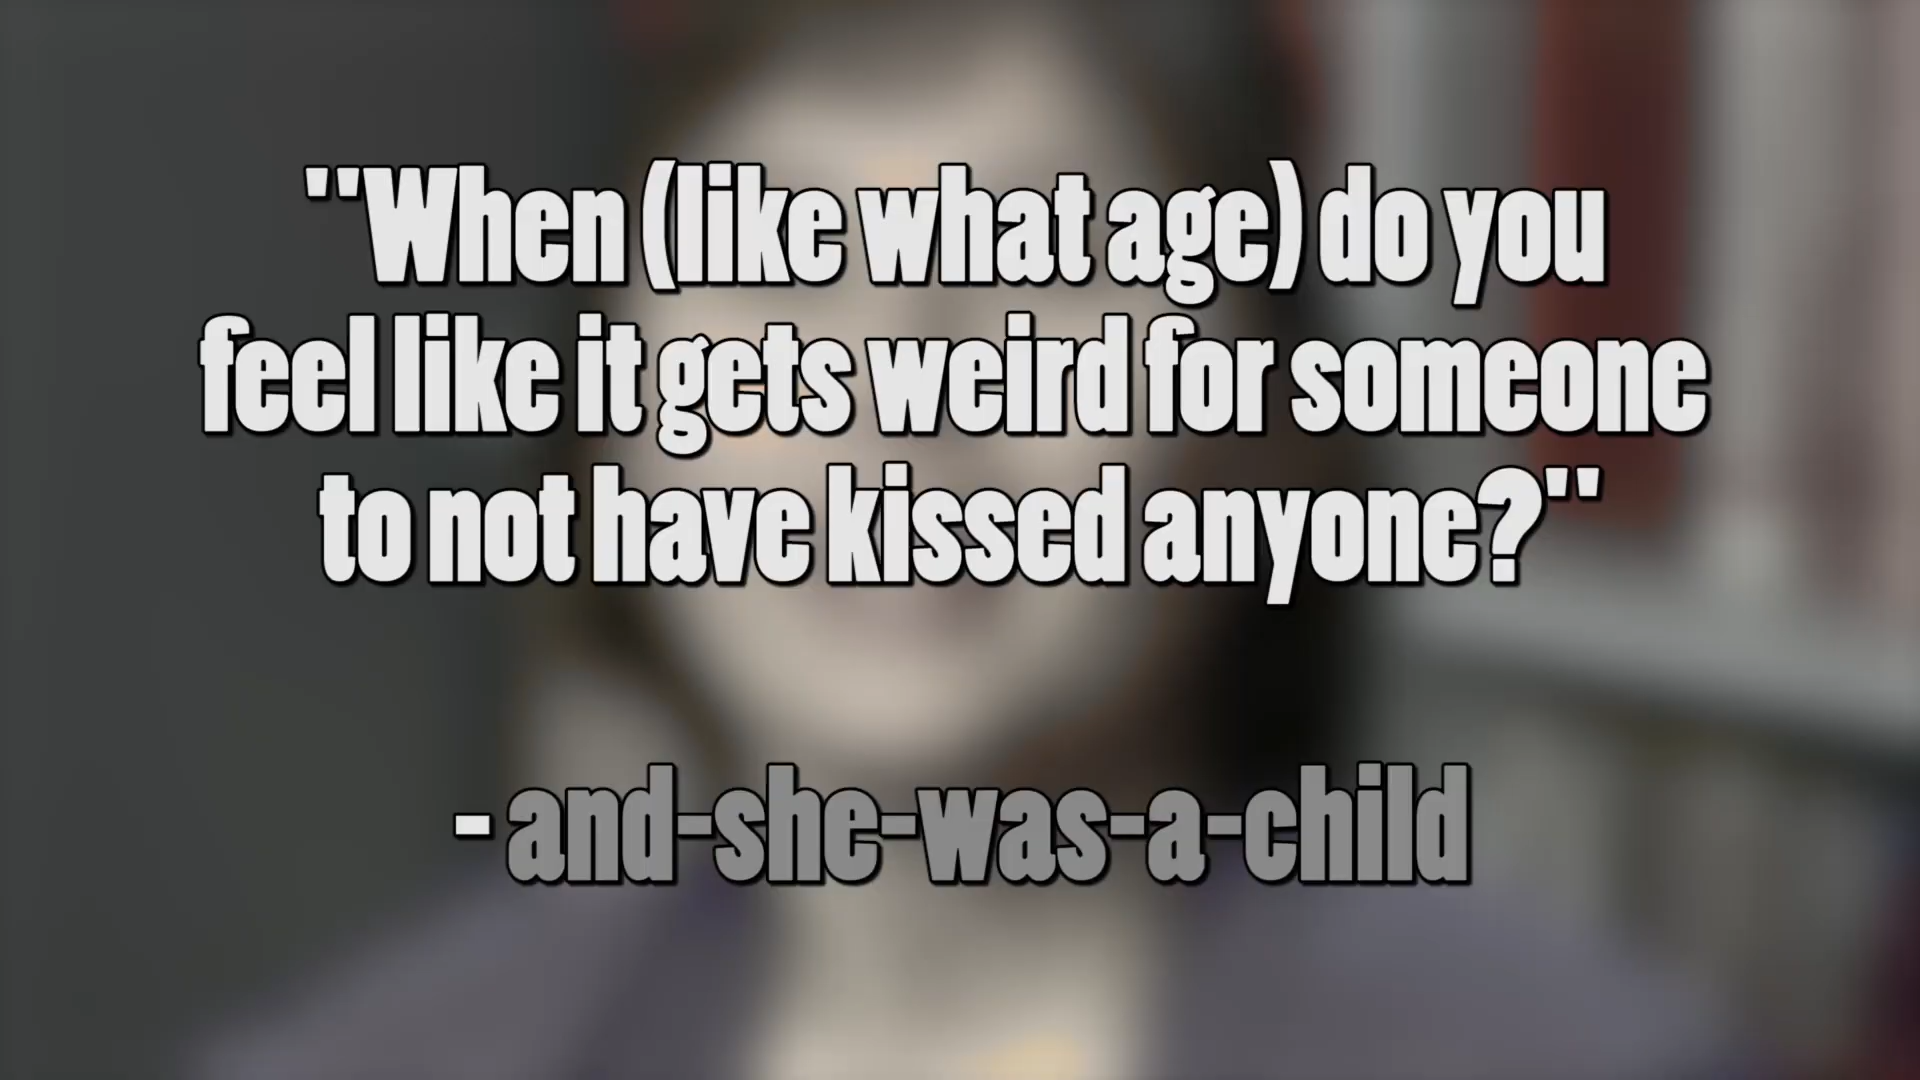 "When (like what age) do you
feel like it gets weird for someone
to not have kissed anyone?"
- and-she-was-a-child